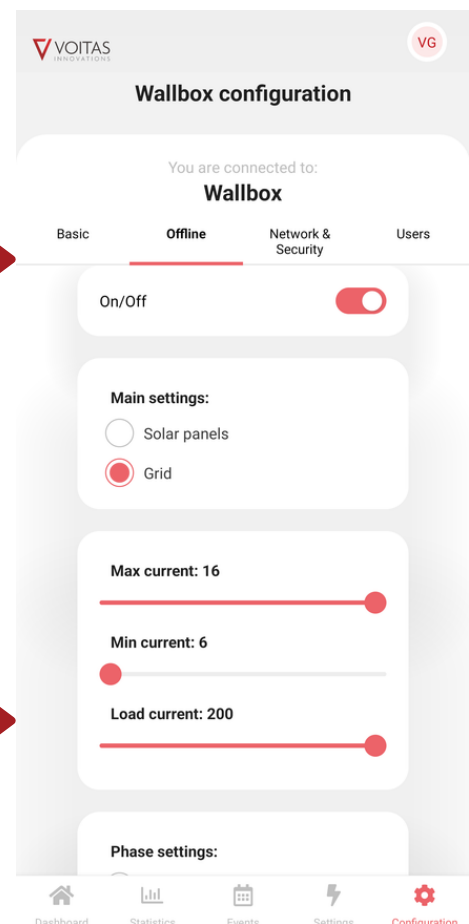 VOITAS
INNOVATIONS
VG
Wallbox configuration
You are connected to:
Wallbox
Basic
Offline
Network &
Security
Users
On/Off
Main settings:
Solar panels
Grid
Max current: 16
Min current: 6
Load current: 200
Phase settings:
Dashboard
Statistics
Events
Settings
Configuration